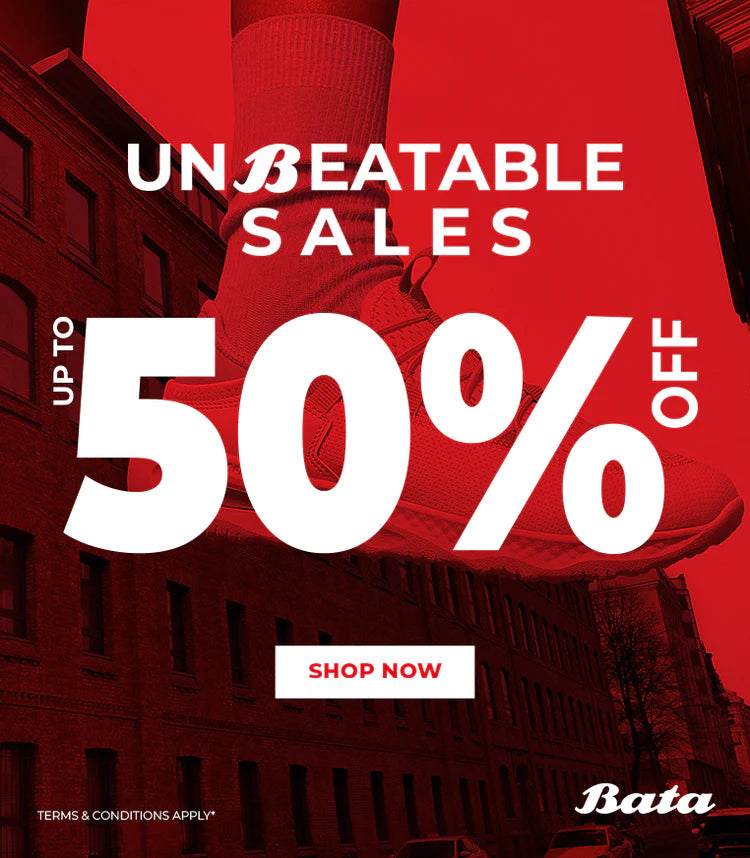 UNBEATABLE
SALES
UP TO
50%
OFF
SHOP NOW
TERMS & CONDITIONS APPLY*
Bata